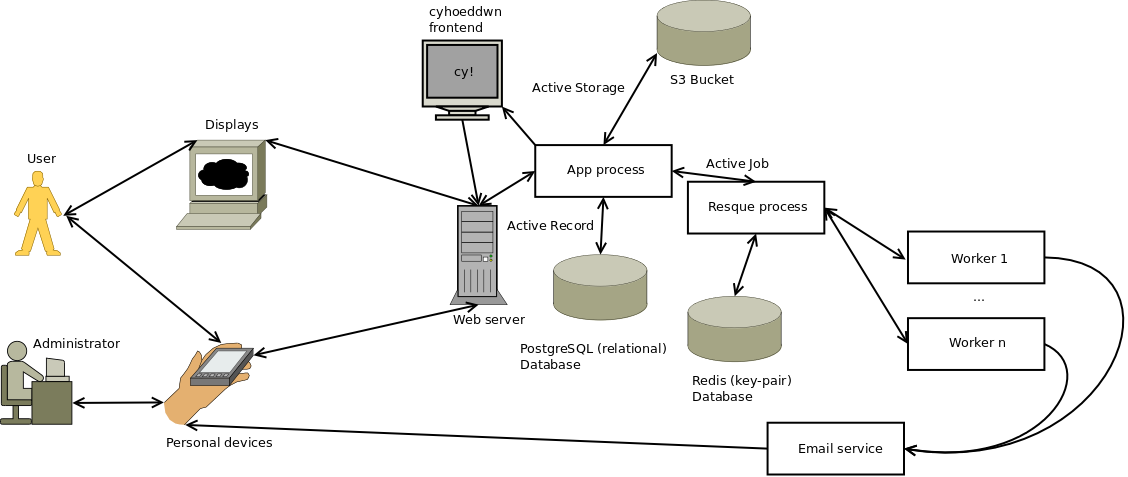 cyhoeddwn
frontend
cy!
S3 Bucket
Active Storage
Displays
User
App process
Active Job
Resque process
Active Record
Worker 1
...
Worker n
Web server
PostgreSQL (relational)
Database
Redis (key-pair)
Database
Administrator
Personal devices
Email service